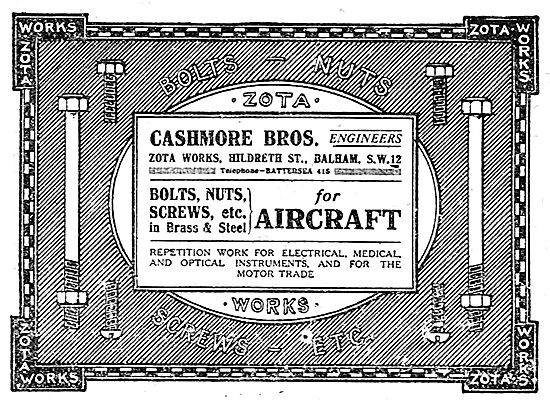 WORKS ZOTA
ZOTA WORKS
BOLTS — NUTS
· ZOTA ·
CASHMORE BROS. ENGINEERS
ZOTA WORKS, HILDRETH ST., BALHAM, S.W.12
Telephone—BATTERSEA 415
BOLTS, NUTS,
SCREWS, etc.
in Brass & Steel
for
AIRCRAFT
REPETITION WORK FOR ELECTRICAL, MEDICAL,
AND OPTICAL INSTRUMENTS, AND FOR THE
MOTOR TRADE
· WORKS ·
SCREWS — ETC.
ZOTA WORKS
ZOTA WORKS